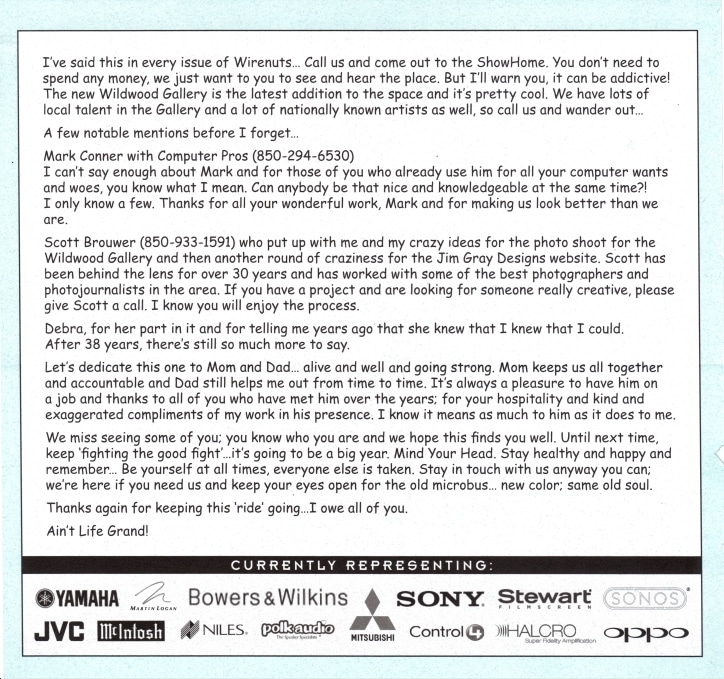 I've said this in every issue of Wirenuts... Call us and come out to the ShowHome. You don't need to
spend any money, we just want to you to see and hear the place. But I'll warn you, it can be addictive!
The new Wildwood Gallery is the latest addition to the space and it's pretty cool. We have lots of
local talent in the Gallery and a lot of nationally known artists as well, so call us and wander out...
A few notable mentions before I forget...
Mark Conner with Computer Pros (850-294-6530)
I can't say enough about Mark and for those of you who already use him for all your computer wants
and woes, you know what I mean. Can anybody be that nice and knowledgeable at the same time?!
I only know a few. Thanks for all your wonderful work, Mark and for making us look better than we
are.
Scott Brouwer (850-933-1591) who put up with me and my crazy ideas for the photo shoot for the
Wildwood Gallery and then another round of craziness for the Jim Gray Designs website. Scott has
been behind the lens for over 30 years and has worked with some of the best photographers and
photojournalists in the area. If you have a project and are looking for someone really creative, please
give Scott a call. I know you will enjoy the process.
Debra, for her part in it and for telling me years ago that she knew that I knew that I could.
After 38 years, there's still so much more to say.
Let's dedicate this one to Mom and Dad... alive and well and going strong. Mom keeps us all together
and accountable and Dad still helps me out from time to time. It's always a pleasure to have him on
a job and thanks to all of you who have met him over the years; for your hospitality and kind and
exaggerated compliments of my work in his presence. I know it means as much to him as it does to me.
We miss seeing some of you; you know who you are and we hope this finds you well. Until next time,
keep 'fighting the good fight'...it's going to be a big year. Mind Your Head. Stay healthy and happy and
remember... Be yourself at all times, everyone else is taken. Stay in touch with us anyway you can;
we're here if you need us and keep your eyes open for the old microbus... new color; same old soul.
Thanks again for keeping this 'ride' going...I owe all of you.
Ain't Life Grand!
CURRENTLY REPRESENTING:
YAMAHA MARTIN LOGAN Bowers & Wilkins MITSUBISHI SONY Stewart FILMSCREEN SONOS
JVC McIntosh NILES polkaudio The Speaker Specialists Control4 HALCRO Super Fidelity Amplification oppo